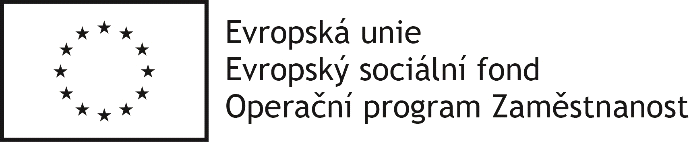 Evropská unie
Evropský sociální fond
Operační program Zaměstnanost